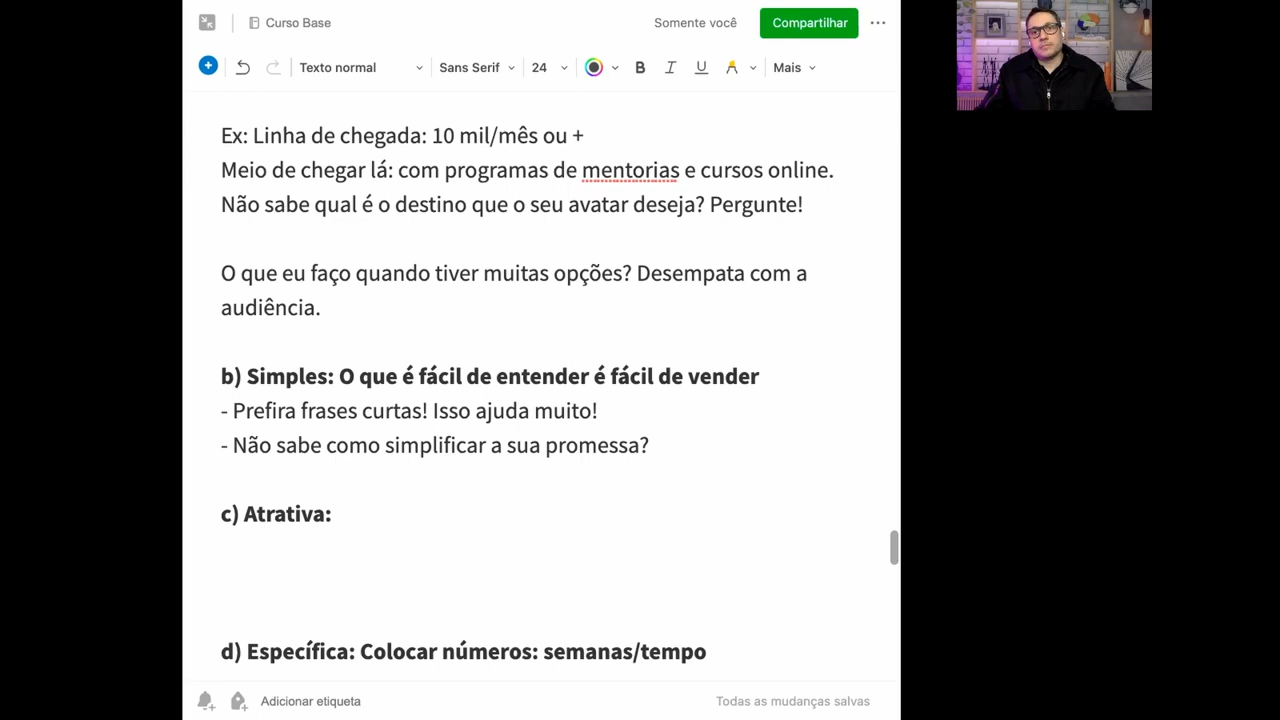 Curso Base
Somente você
Compartilhar
Texto normal
Sans Serif
24
B
I
U
A
Mais
Ex: Linha de chegada: 10 mil/mês ou +
Meio de chegar lá: com programas de mentorias e cursos online.
Não sabe qual é o destino que o seu avatar deseja? Pergunte!
O que eu faço quando tiver muitas opções? Desempata com a
audiência.
b) Simples: O que é fácil de entender é fácil de vender
- Prefira frases curtas! Isso ajuda muito!
- Não sabe como simplificar a sua promessa?
c) Atrativa:
d) Específica: Colocar números: semanas/tempo
Adicionar etiqueta
Todas as mudanças salvas